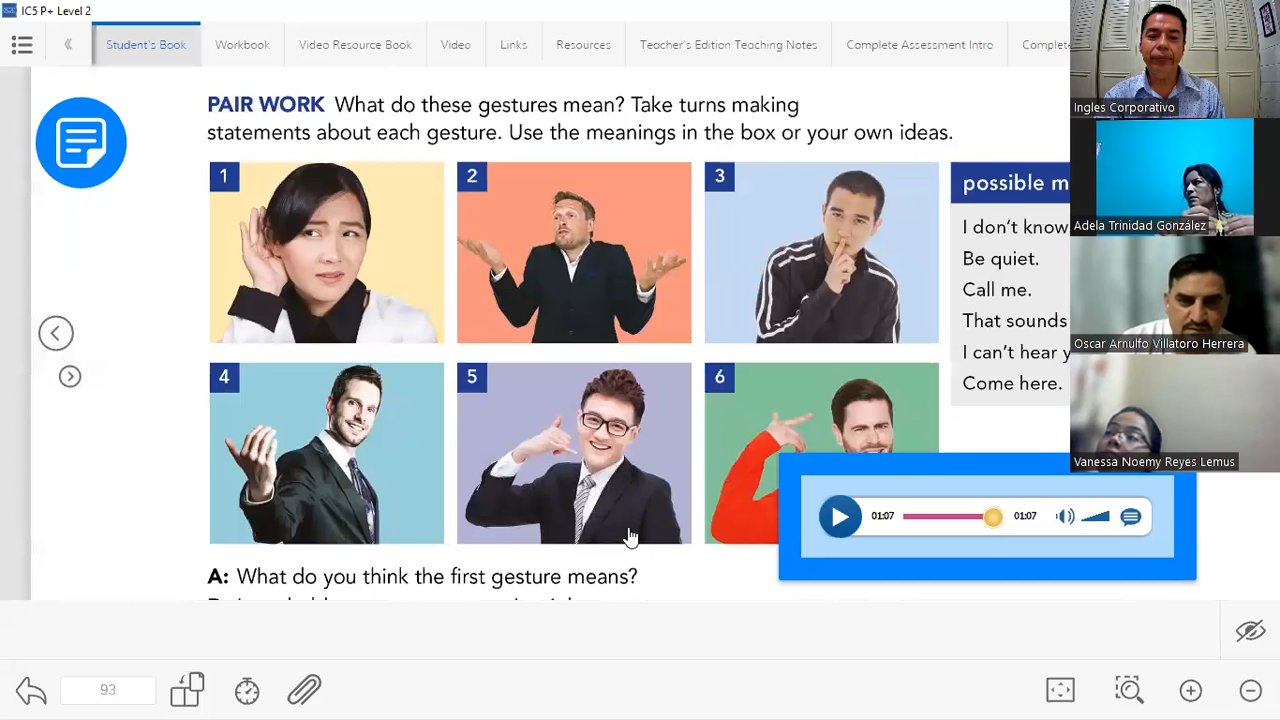 IC5 P+ Level 2
Student's Book Workbook Video Resource Book Video Links Resources Teacher's Edition Teaching Notes Complete Assessment Intro Complete
PAIR WORK What do these gestures mean? Take turns making
statements about each gesture. Use the meanings in the box or your own ideas.
1 2 3
possible m
I don't know
Be quiet.
Call me.
That sounds
I can't hear y
Come here.
4 5 6
A: What do you think the first gesture means?
01:07 01:07
Ingles Corporativo
Adela Trinidad González
Oscar Arnulfo Villatoro Herrera
Vanessa Noemy Reyes Lemus
93